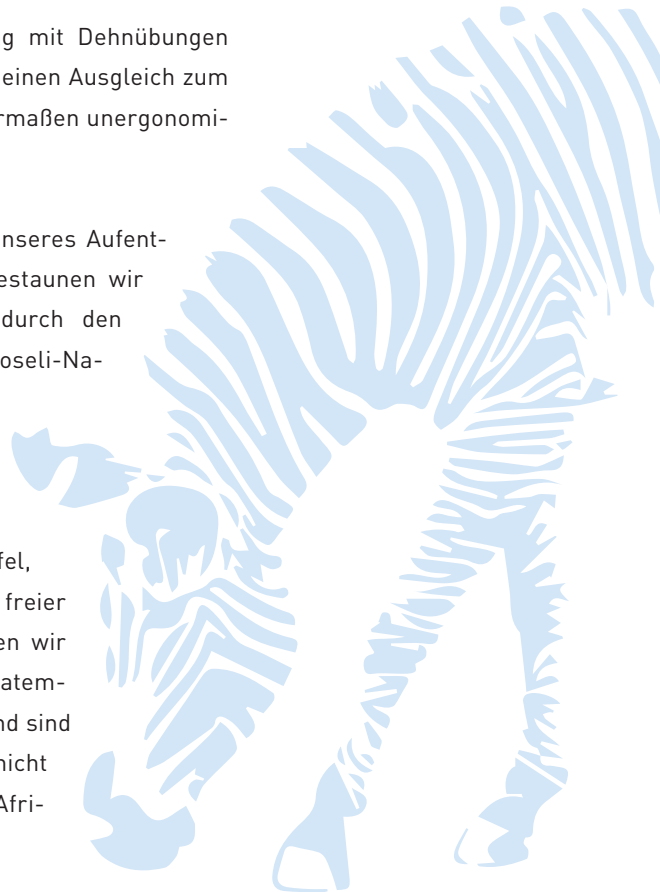 g mit Dehnübungen
einen Ausgleich zum
rmaßen unergonomi-
nseres Aufent-
estaunen wir
durch den
oseli-Na-
fel,
freier
en wir
atem-
nd sind
nicht
Afri-